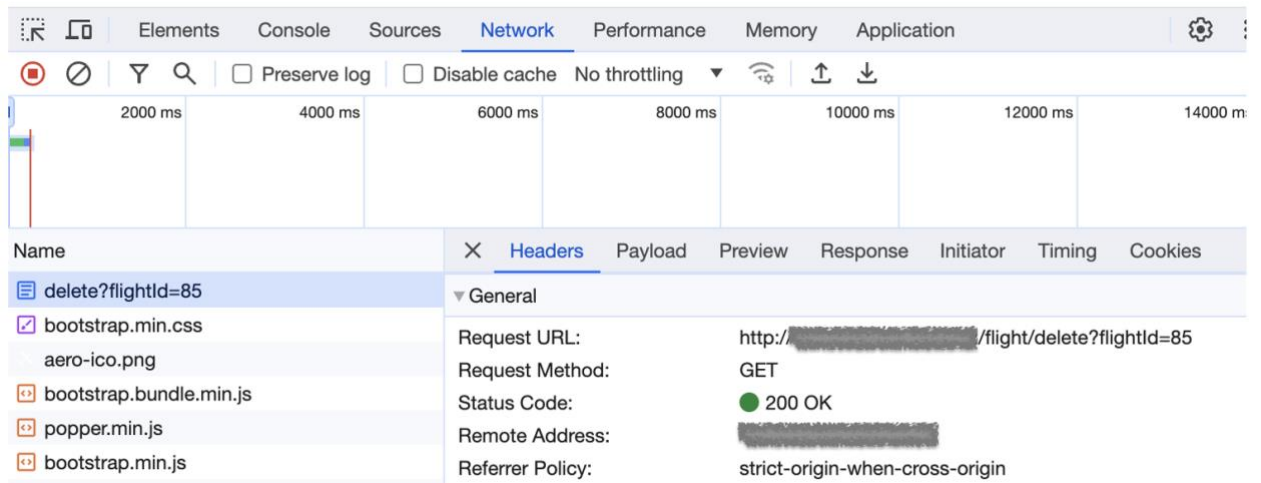 Elements Console Sources Network Performance Memory Application
Preserve log Disable cache No throttling
2000 ms 4000 ms 6000 ms 8000 ms 10000 ms 12000 ms 14000 m
Name
delete?flightId=85
bootstrap.min.css
aero-ico.png
bootstrap.bundle.min.js
popper.min.js
bootstrap.min.js
Headers Payload Preview Response Initiator Timing Cookies
General
Request URL: http:// /flight/delete?flightId=85
Request Method: GET
Status Code: 200 OK
Remote Address:
Referrer Policy: strict-origin-when-cross-origin